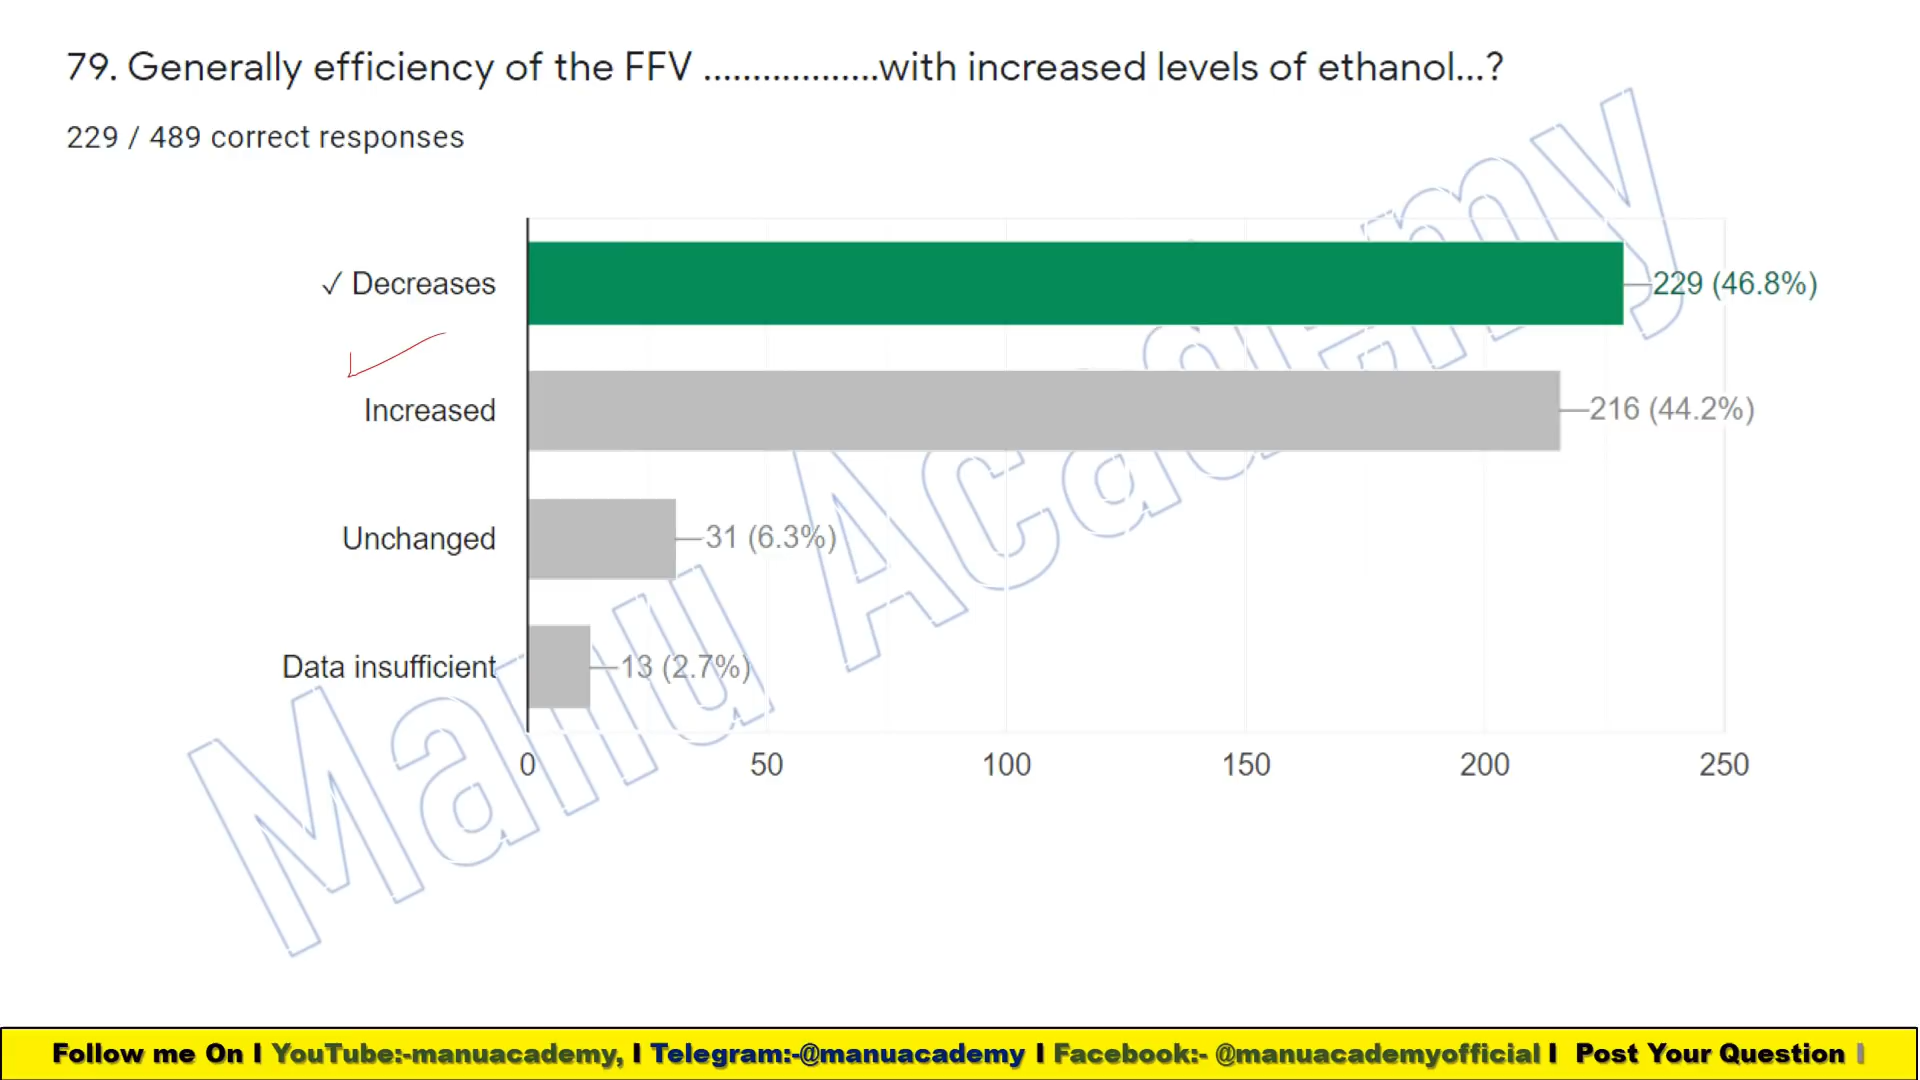 79. Generally efficiency of the FFV ..................with increased levels of ethanol...?
229 / 489 correct responses
✓ Decreases
229 (46.8%)
Increased
216 (44.2%)
Unchanged
31 (6.3%)
Data insufficient
13 (2.7%)
0 50 100 150 200 250
Manu Academy
Follow me On I YouTube:-manuacademy, I Telegram:-@manuacademy I Facebook:- @manuacademyofficial I Post Your Question I